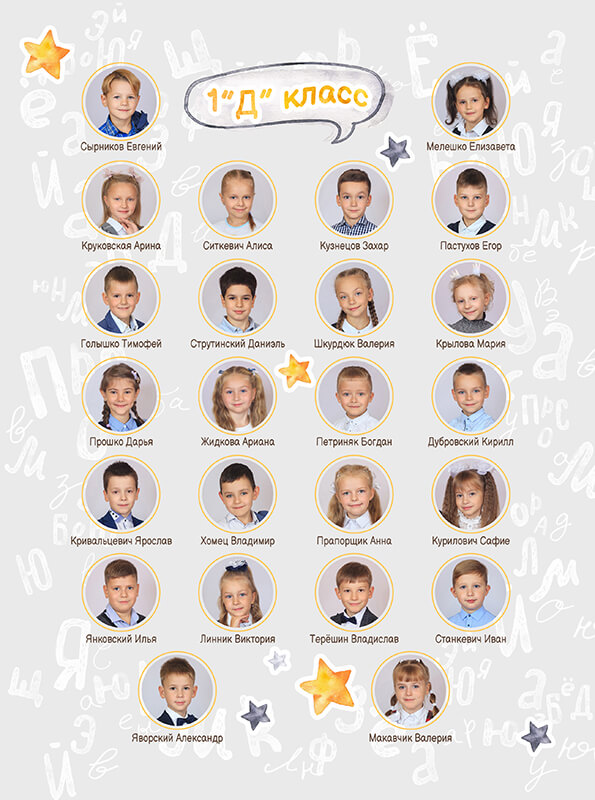 1"Д" класс
Сырников Евгений
Мелешко Елизавета
Круковская Арина
Ситкевич Алиса
Кузнецов Захар
Пастухов Егор
Голышко Тимофей
Струтинский Даниэль
Шкурдюк Валерия
Крылова Мария
Прошко Дарья
Жидкова Ариана
Петриняк Богдан
Дубровский Кирилл
Кривальцевич Ярослав
Хомец Владимир
Прапорщик Анна
Курилович Сафие
Янковский Илья
Линник Виктория
Терёшин Владислав
Станкевич Иван
Яворский Александр
Макавчик Валерия